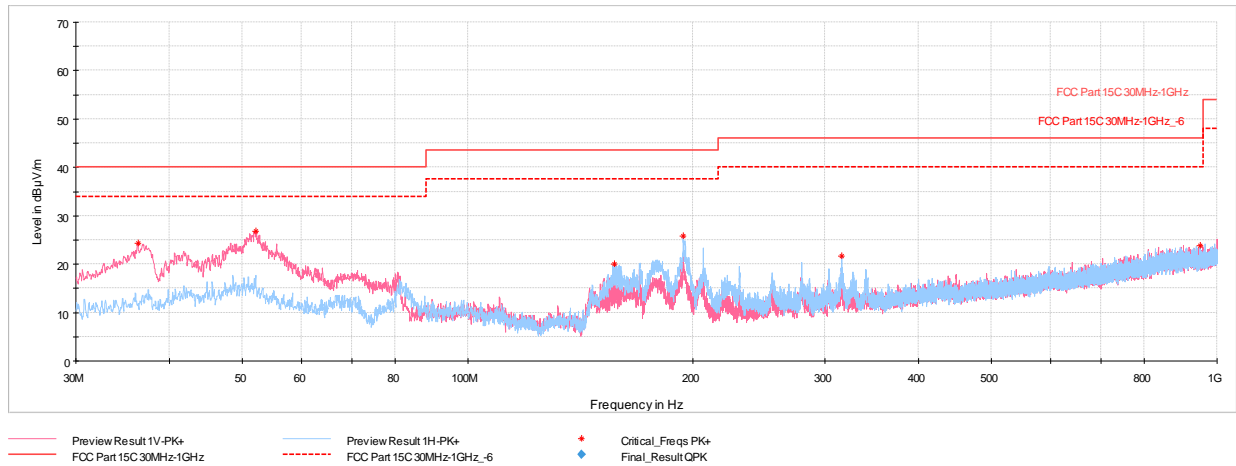 70
60
FCC Part 15C 30MHz-1GHz
50
FCC Part 15C 30MHz-1GHz_-6
40
30
20
10
0
Level in dBµV/m
30M 50 60 80 100M 200 300 400 500 800 1G
Frequency in Hz
Preview Result 1V-PK+ Preview Result 1H-PK+ Critical_Freqs PK+
FCC Part 15C 30MHz-1GHz FCC Part 15C 30MHz-1GHz_-6 Final_Result QPK